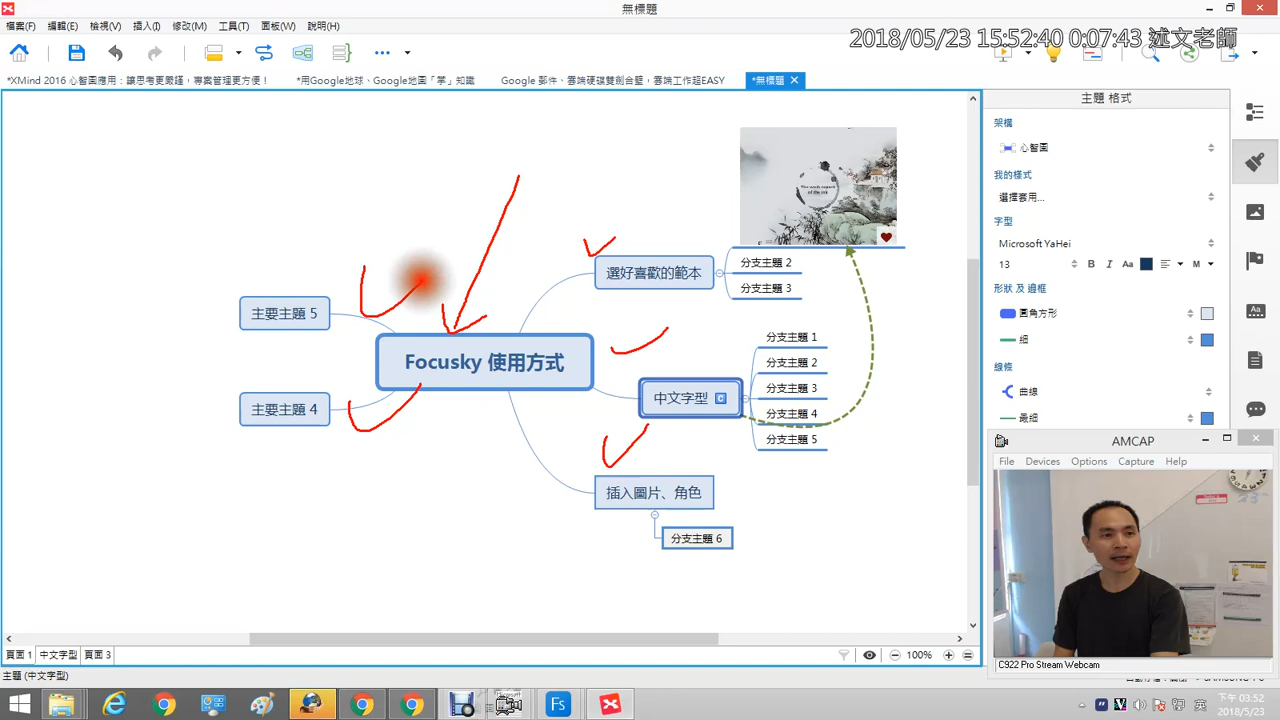 無標題
檔案(F) 編輯(E) 檢視(V) 插入(I) 修改(M) 工具(T) 面板(W) 說明(H)
2018/05/23 15:52:40 0:07:43 述文老師
*XMind 2016 心智圖應用：讓思考更嚴謹，專案管理更方便！ *用Google地球、Google地圖「學」知識 Google 郵件、雲端硬碟雙劍合壁，雲端工作超EASY *無標題
主題 格式
架構
心智圖
我的樣式
選擇套用...
字型
Microsoft YaHei
13 B I Aa M
形狀 及 邊框
圓角方形
細
線條
曲線
最細
選好喜歡的範本
分支主題 2
分支主題 3
主要主題 5
Focusky 使用方式
分支主題 1
分支主題 2
分支主題 3
中文字型
分支主題 4
主要主題 4
分支主題 5
插入圖片、角色
分支主題 6
AMCAP
File Devices Options Capture Help
C922 Pro Stream Webcam
頁面 1 中文字型 頁面 3
100%
主題 (中文字型)
Fs
英
下午 03:52
2018/5/23